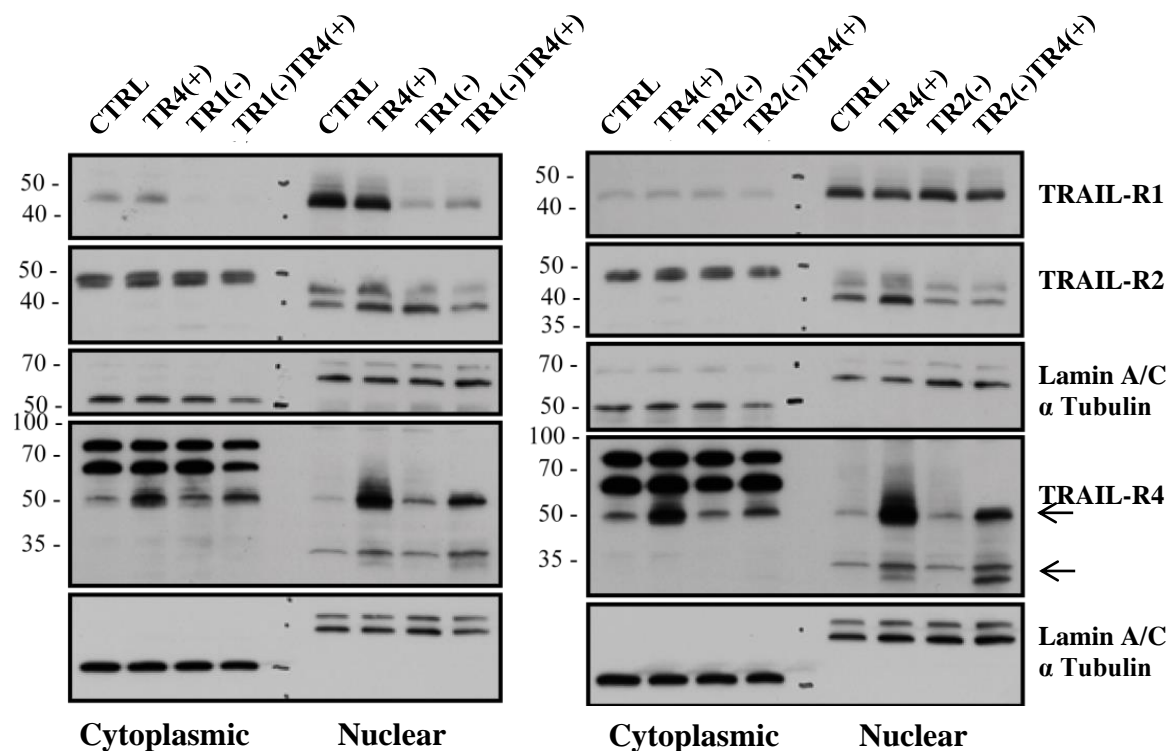 CTRL
TR4(+)
TR1(-)
TR1(-)TR4(+)
CTRL
TR4(+)
TR1(-)
TR1(-)TR4(+)
CTRL
TR4(+)
TR2(-)
TR2(-)TR4(+)
CTRL
TR4(+)
TR2(-)
TR2(-)TR4(+)
50 -
40 -
50 -
40 -
TRAIL-R1
50 -
40 -
50 -
40 -
35 -
TRAIL-R2
70 -
50 -
70 -
50 -
Lamin A/C
α Tubulin
100 -
70 -
50 -
35 -
100 -
70 -
50 -
35 -
TRAIL-R4
Lamin A/C
α Tubulin
Cytoplasmic Nuclear Cytoplasmic Nuclear